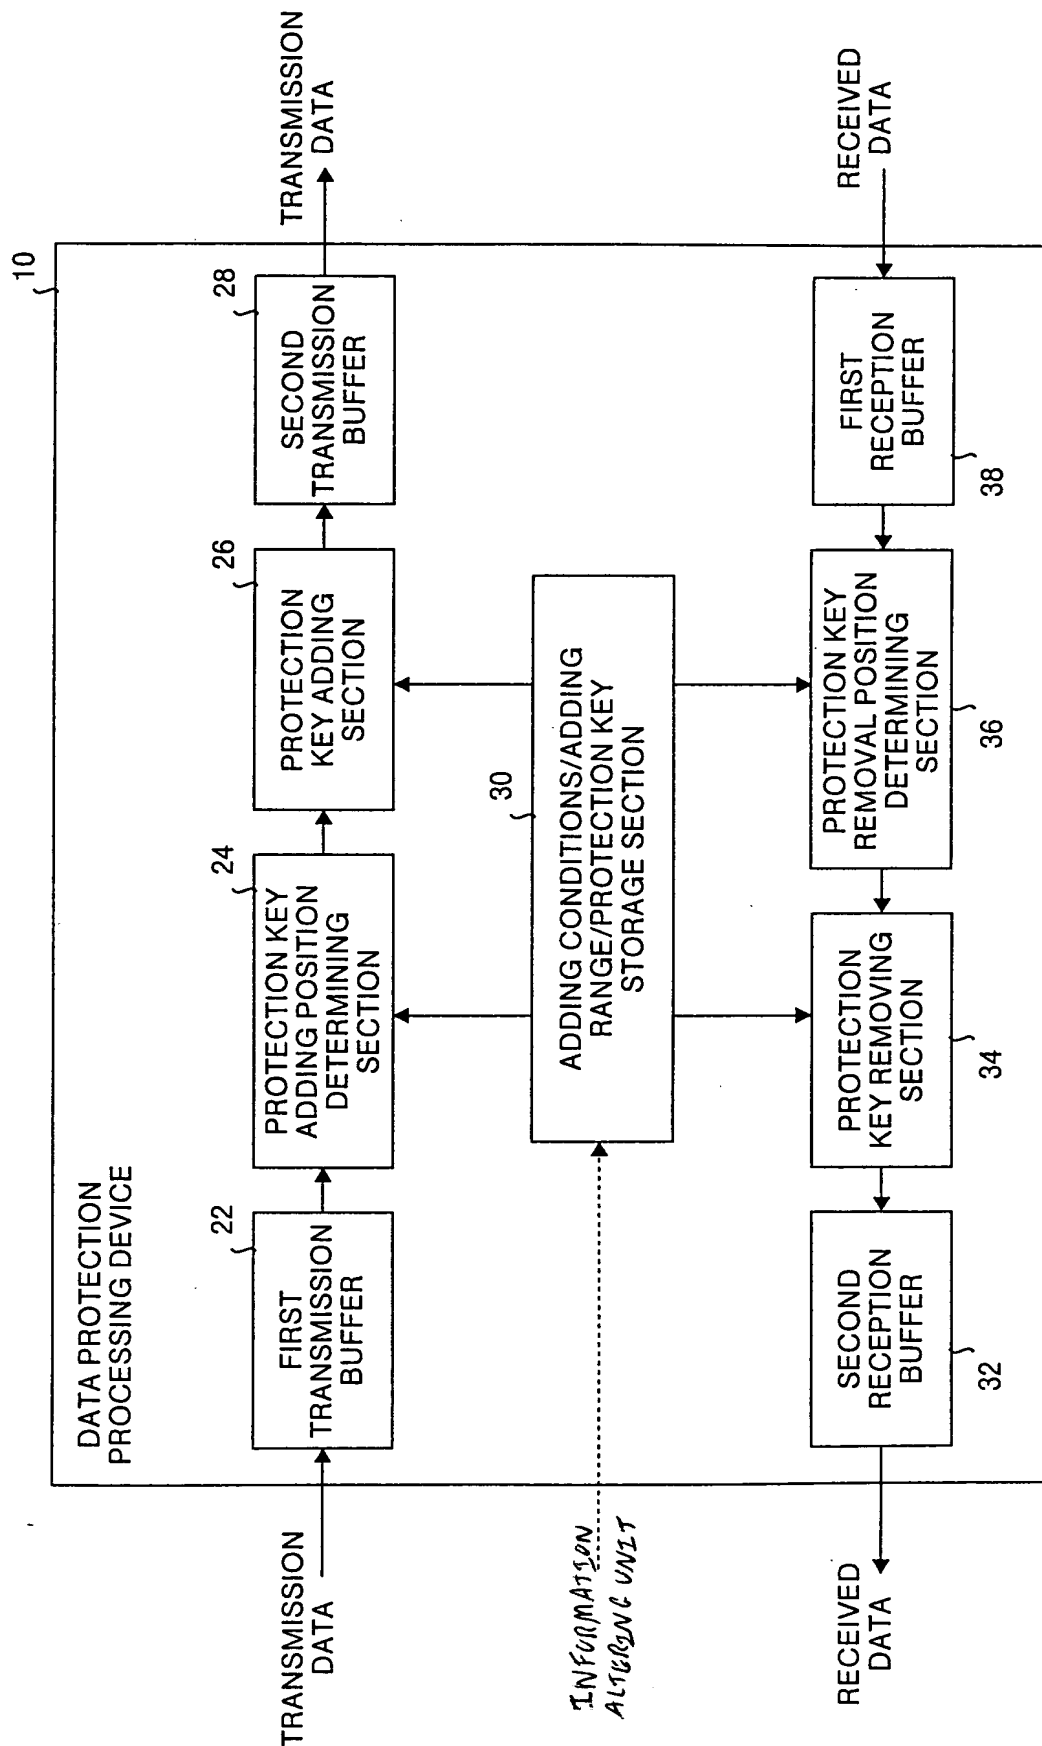 DATA PROTECTION
PROCESSING DEVICE
10
TRANSMISSION
DATA
22
FIRST
TRANSMISSION
BUFFER
24
PROTECTION KEY
ADDING POSITION
DETERMINING
SECTION
26
PROTECTION
KEY ADDING
SECTION
28
SECOND
TRANSMISSION
BUFFER
TRANSMISSION
DATA
INFORMATION
ALTERING UNIT
30
ADDING CONDITIONS/ADDING
RANGE/PROTECTION KEY
STORAGE SECTION
RECEIVED
DATA
SECOND
RECEPTION
BUFFER
32
PROTECTION
KEY REMOVING
SECTION
34
PROTECTION KEY
REMOVAL POSITION
DETERMINING
SECTION
36
FIRST
RECEPTION
BUFFER
38
RECEIVED
DATA